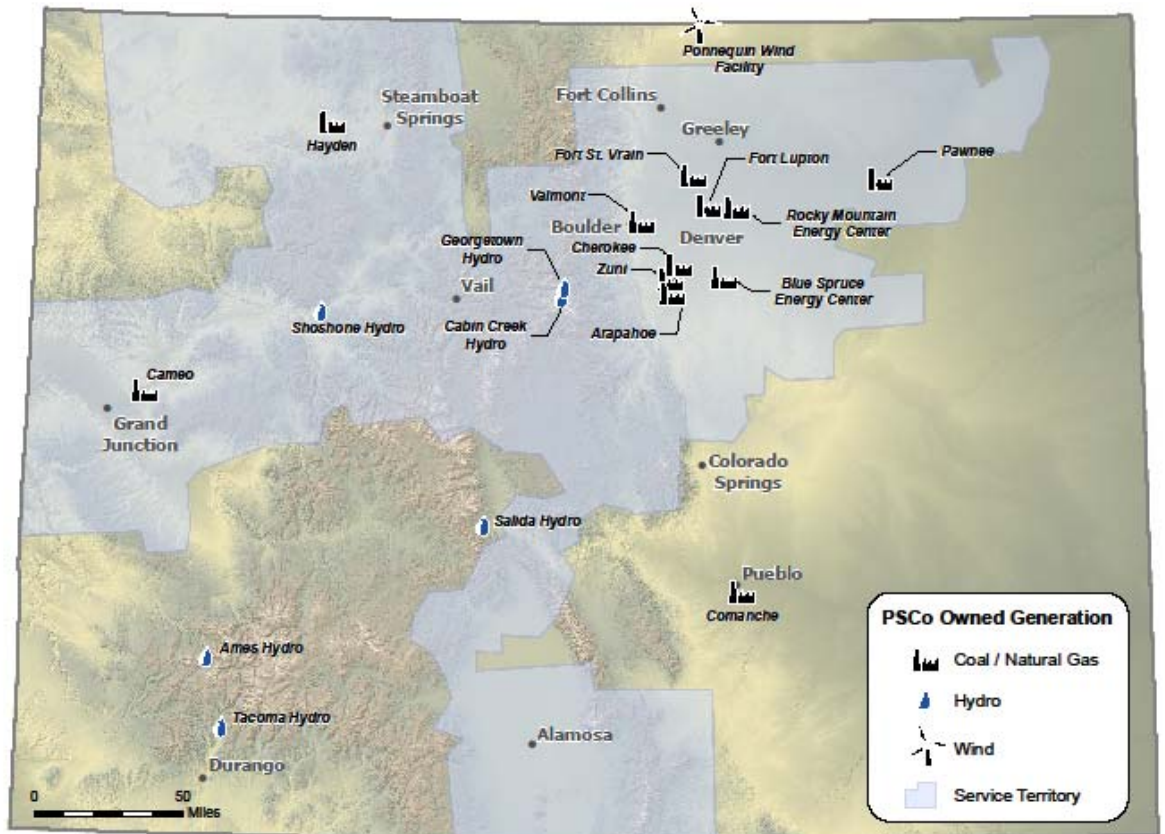 Ponnequin Wind
Facility
Steamboat
Springs
Fort Collins
Hayden
Greeley
Fort St. Vrain
Fort Lupton
Pawnee
Valmont
Boulder
Rocky Mountain
Energy Center
Denver
Georgetown
Hydro
Cherokee
Zuni
Vail
Blue Spruce
Energy Center
Shoshone Hydro
Cabin Creek
Hydro
Arapahoe
Cameo
Grand
Junction
Colorado
Springs
Salida Hydro
Pueblo
Comanche
Ames Hydro
Tacoma Hydro
Alamosa
Durango
0 50
Miles
PSCo Owned Generation
Coal / Natural Gas
Hydro
Wind
Service Territory